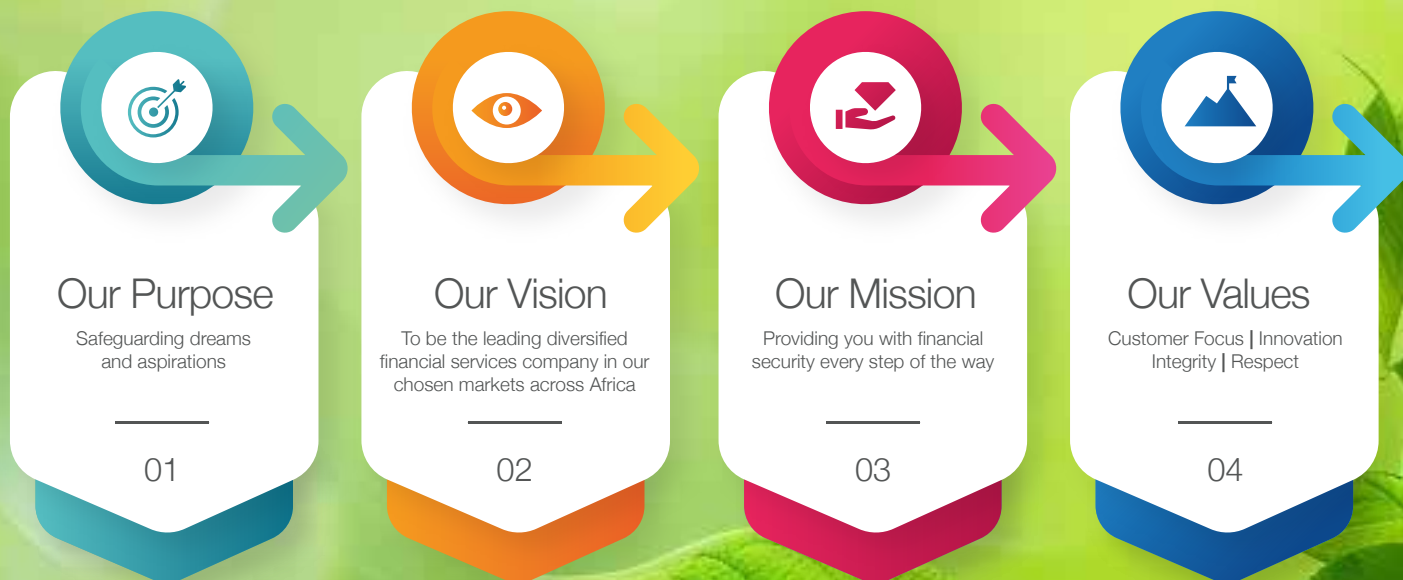 Our Purpose
Safeguarding dreams
and aspirations
01
Our Vision
To be the leading diversified
financial services company in our
chosen markets across Africa
02
Our Mission
Providing you with financial
security every step of the way
03
Our Values
Customer Focus | Innovation
Integrity | Respect
04